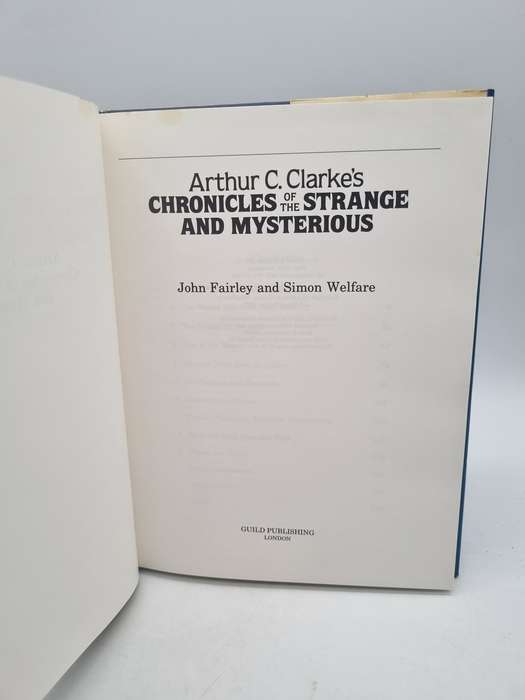 Arthur C. Clarke's
CHRONICLES OF THE STRANGE
AND MYSTERIOUS
John Fairley and Simon Welfare
GUILD PUBLISHING
LONDON